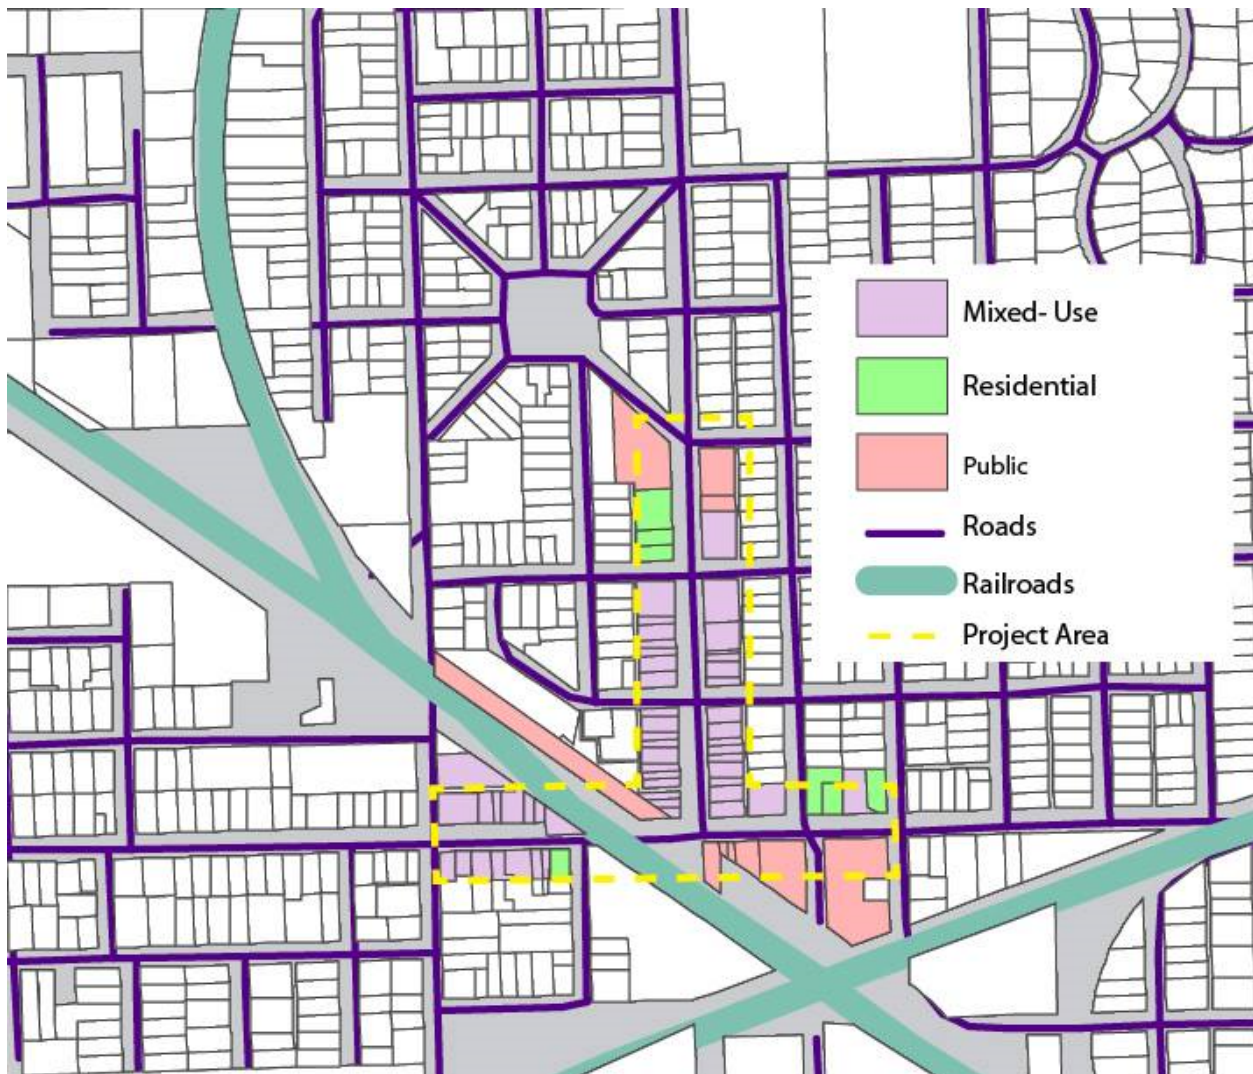 Mixed- Use
Residential
Public
Roads
Railroads
Project Area